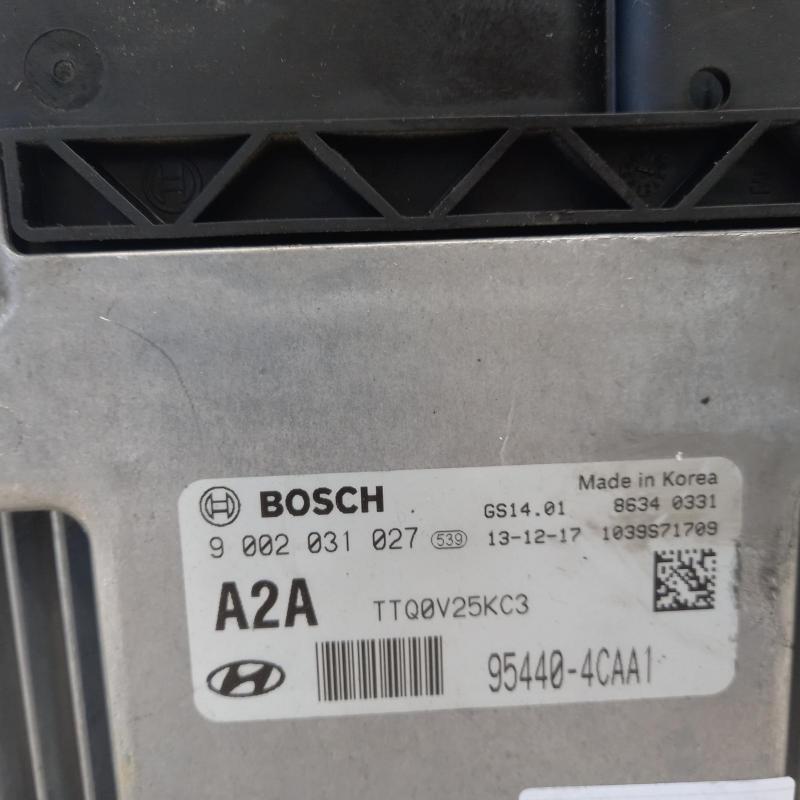 BOSCH
Made in Korea
GS14.01 8634 0331
9 002 031 027 539 13-12-17 1039S71709
A2A TTQ0V25KC3
95440-4CAA1